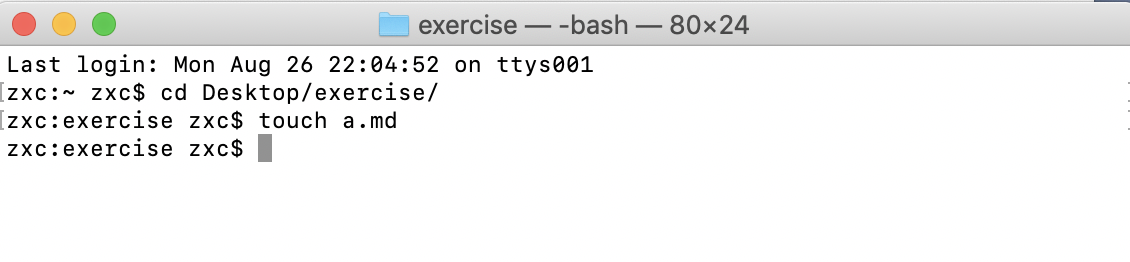 exercise — -bash — 80×24
Last login: Mon Aug 26 22:04:52 on ttys001
[zxc:~ zxc$ cd Desktop/exercise/
[zxc:exercise zxc$ touch a.md
zxc:exercise zxc$